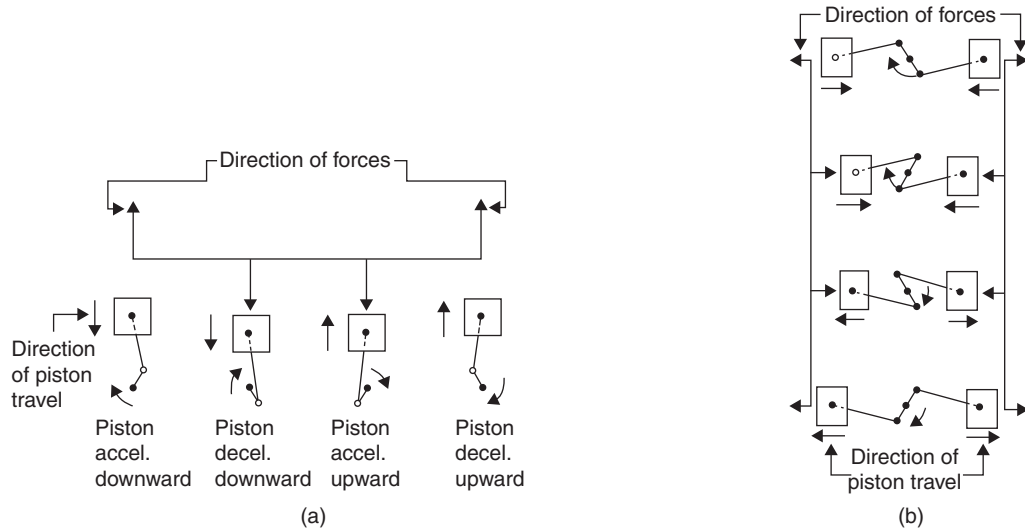 Direction of forces
Direction
of piston
travel
Piston
accel.
downward
Piston
decel.
downward
Piston
accel.
upward
Piston
decel.
upward
(a)
Direction of forces
Direction of
piston travel
(b)